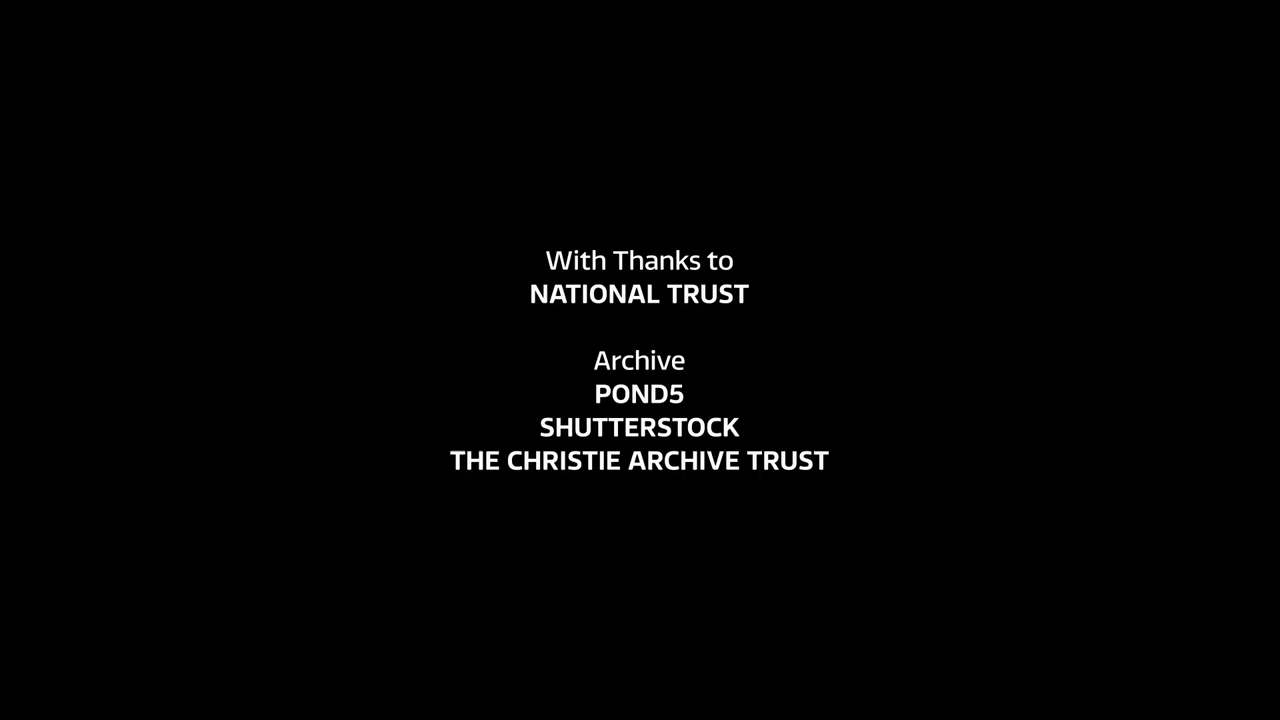 With Thanks to
NATIONAL TRUST
Archive
POND5
SHUTTERSTOCK
THE CHRISTIE ARCHIVE TRUST